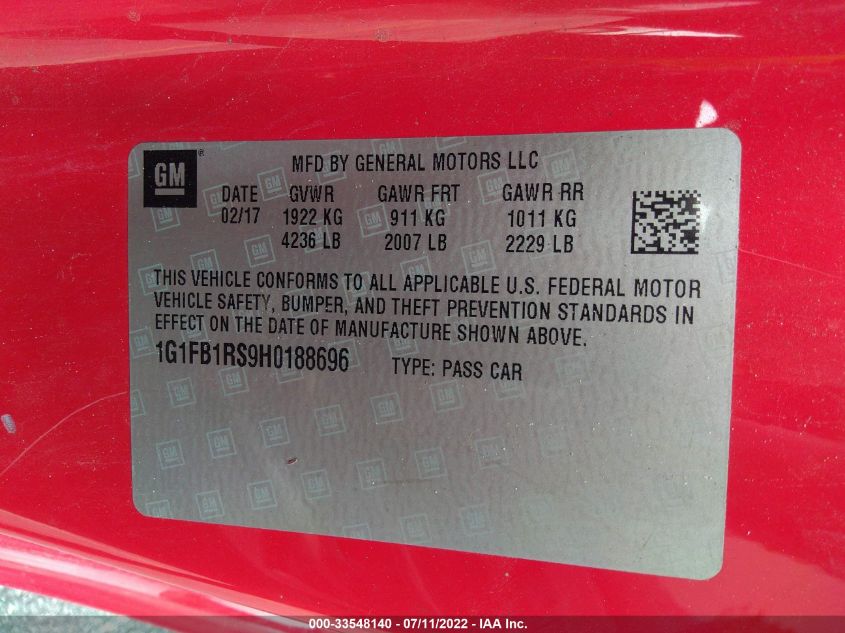 GM ® MFD BY GENERAL MOTORS LLC
DATE GVWR GAWR FRT GAWR RR
02/17 1922 KG 911 KG 1011 KG
4236 LB 2007 LB 2229 LB
THIS VEHICLE CONFORMS TO ALL APPLICABLE U.S. FEDERAL MOTOR
VEHICLE SAFETY, BUMPER, AND THEFT PREVENTION STANDARDS IN
EFFECT ON THE DATE OF MANUFACTURE SHOWN ABOVE.
1G1FB1RS9H0188696 TYPE: PASS CAR
000-33548140 - 07/11/2022 - IAA Inc.